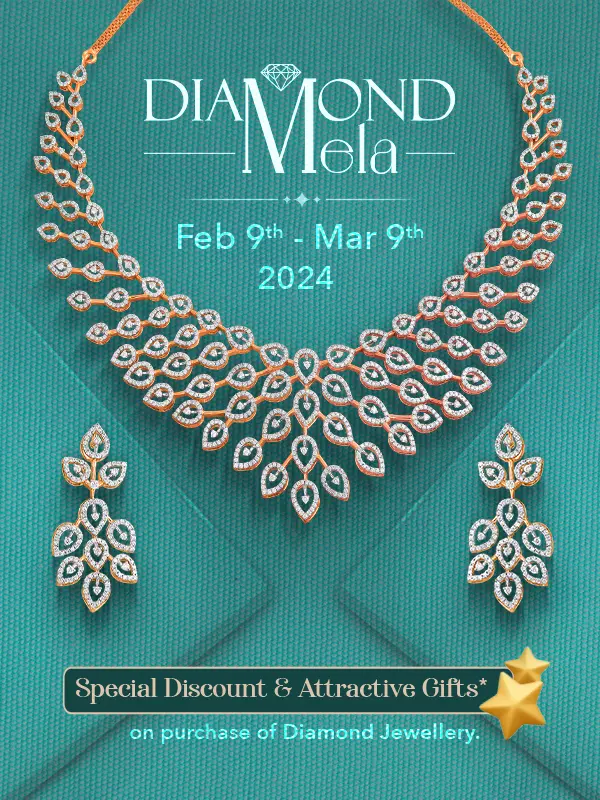 DIAMOND
Mela
Feb 9th - Mar 9th
2024
Special Discount & Attractive Gifts*
on purchase of Diamond Jewellery.